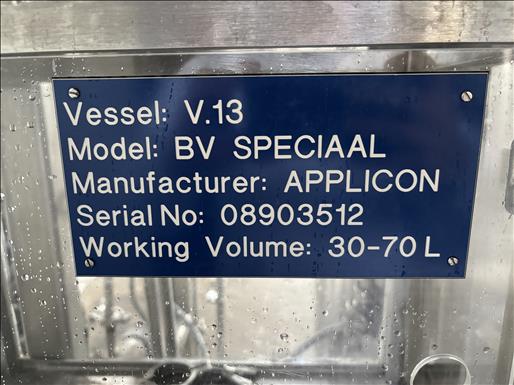 Vessel: V.13
Model: BV SPECIAAL
Manufacturer: APPLICON
Serial No: 08903512
Working Volume: 30-70 L